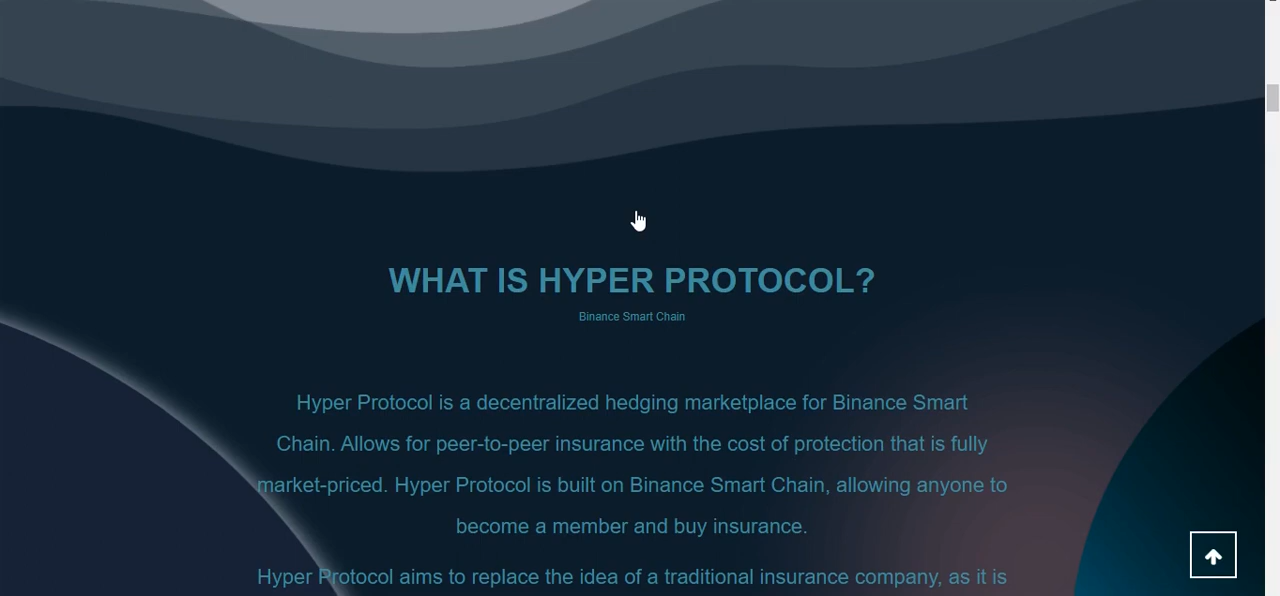 WHAT IS HYPER PROTOCOL?
Binance Smart Chain
Hyper Protocol is a decentralized hedging marketplace for Binance Smart
Chain. Allows for peer-to-peer insurance with the cost of protection that is fully
market-priced. Hyper Protocol is built on Binance Smart Chain, allowing anyone to
become a member and buy insurance.
Hyper Protocol aims to replace the idea of a traditional insurance company, as it is